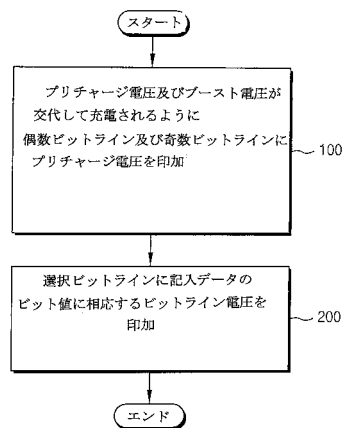 スタート
プリチャージ電圧及びブースト電圧が
交代して充電されるように
偶数ビットライン及び奇数ビットラインに
プリチャージ電圧を印加
100
選択ビットラインに記入データの
ビット値に相応するビットライン電圧を
印加
200
エンド